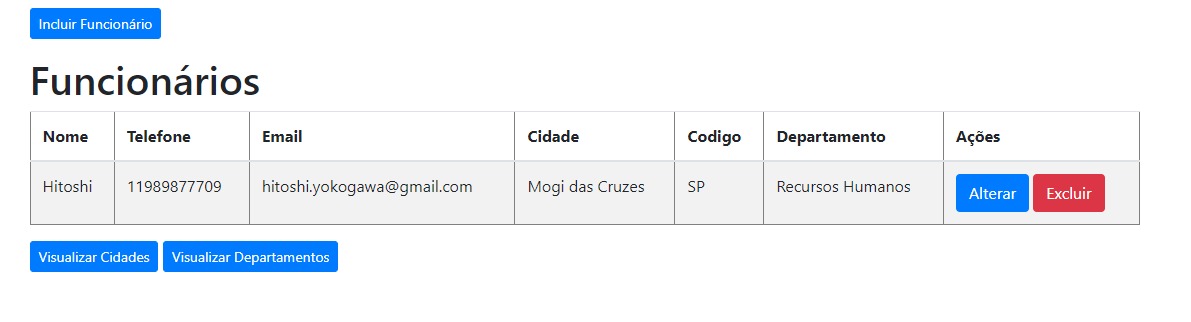 Incluir Funcionário
Funcionários
Nome Telefone Email Cidade Codigo Departamento Ações
Hitoshi 11989877709 hitoshi.yokogawa@gmail.com Mogi das Cruzes SP Recursos Humanos Alterar Excluir
Visualizar Cidades Visualizar Departamentos